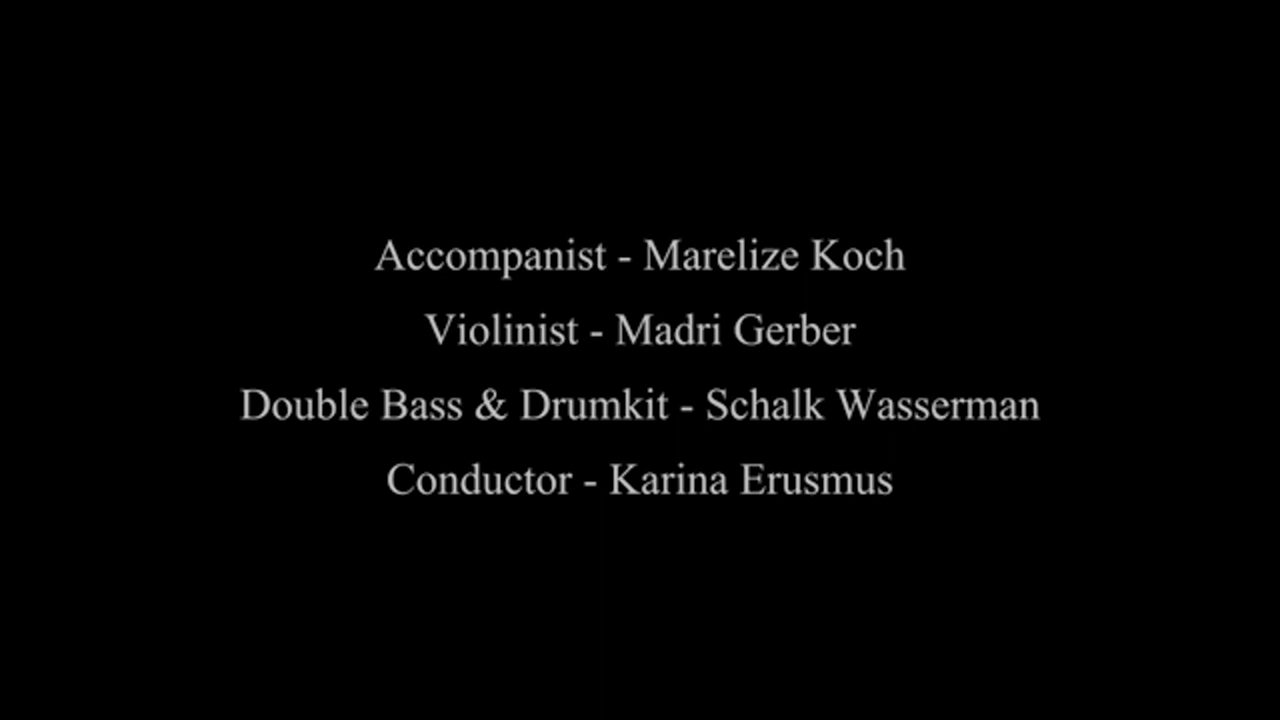 Accompanist - Marelize Koch
Violinist - Madri Gerber
Double Bass & Drumkit - Schalk Wasserman
Conductor - Karina Erusmus